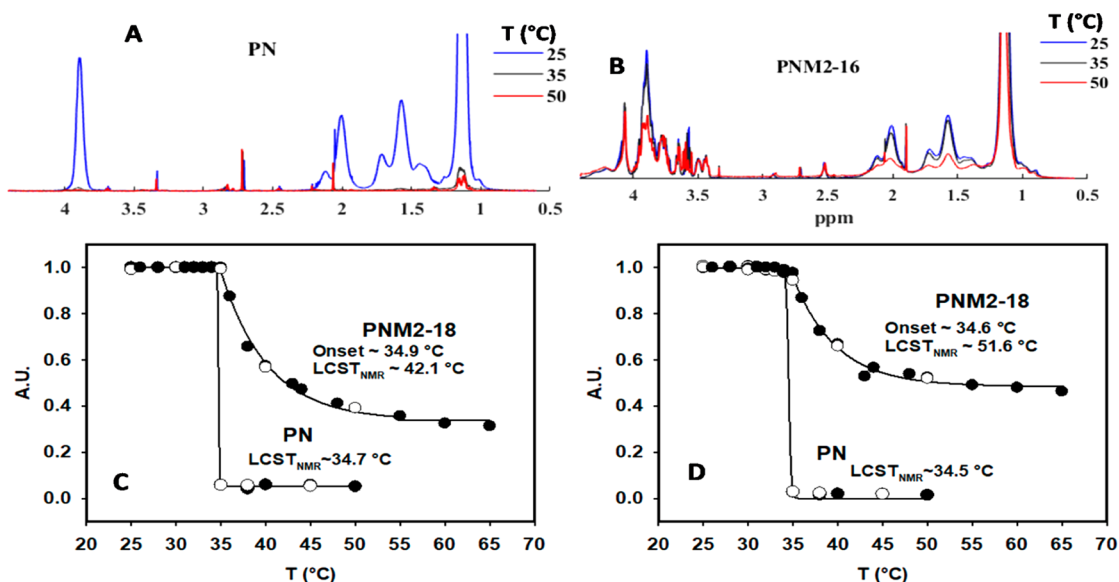 A
PN
T (°C)
25
35
50
4
3.5
3
2.5
2
1.5
1
0.5
B
PNM2-16
T (°C)
25
35
50
4
3.5
3
2.5
2
1.5
1
0.5
ppm
A.U.
1.0
0.8
0.6
0.4
0.2
0.0
PNM2-18
Onset ~ 34.9 °C
LCSTNMR ~ 42.1 °C
PN
LCSTNMR~34.7 °C
C
20 25 30 35 40 45 50 55 60 65 70
T (°C)
A.U.
1.0
0.8
0.6
0.4
0.2
0.0
PNM2-18
Onset ~ 34.6 °C
LCSTNMR ~ 51.6 °C
PN
LCSTNMR~34.5 °C
D
20 25 30 35 40 45 50 55 60 65 70
T (°C)